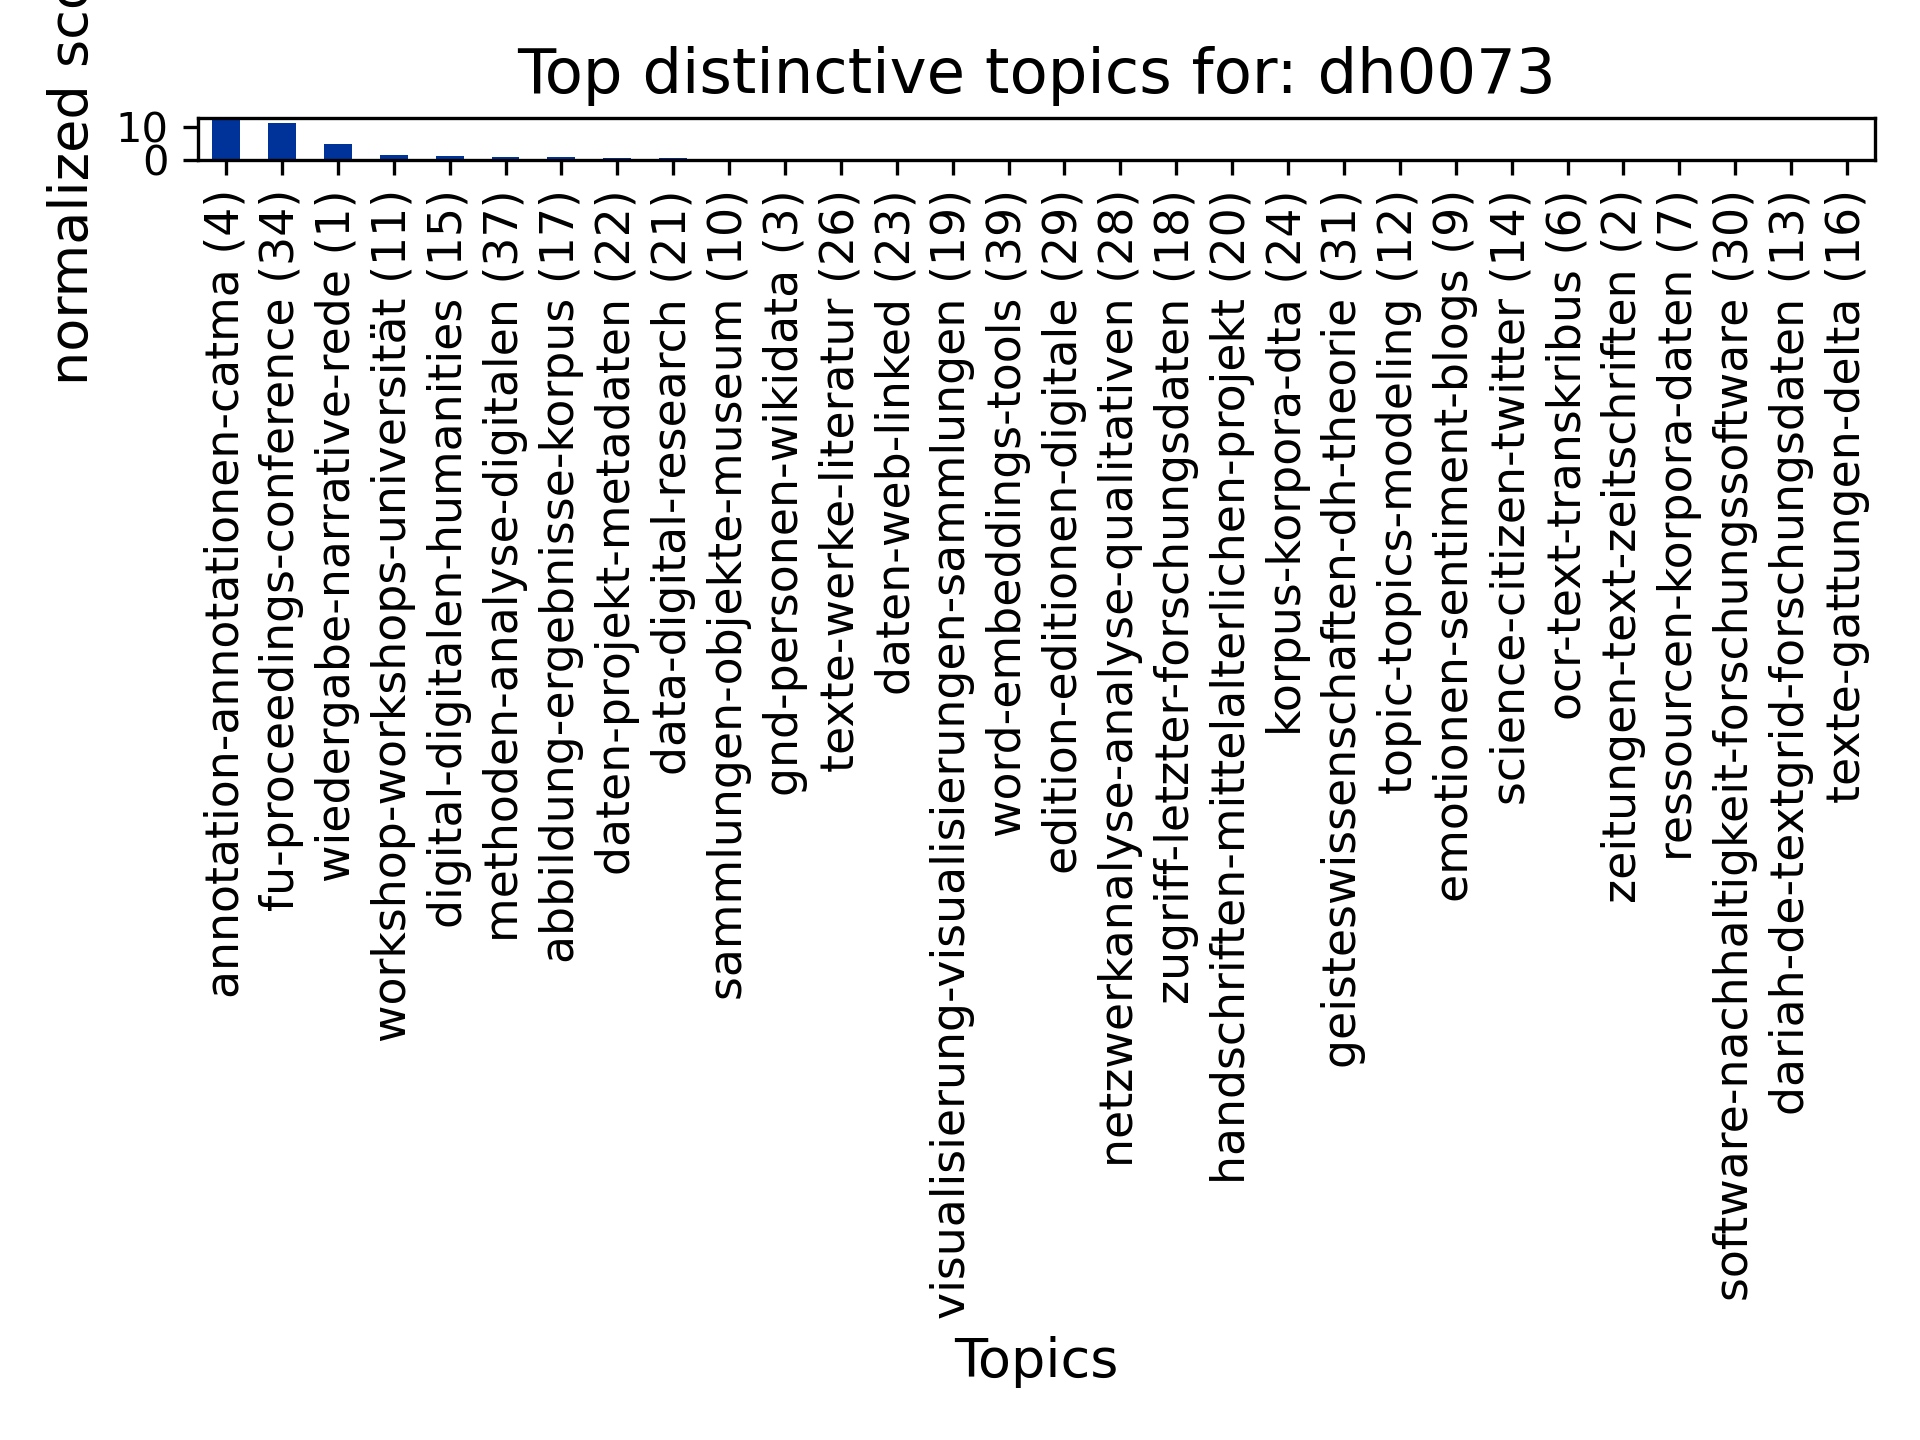 Top distinctive topics for: dh0073
normalized sco
10
0
annotation-annotationen-catma (4)
fu-proceedings-conference (34)
wiedergabe-narrative-rede (1)
workshop-workshops-universität (11)
digital-digitalen-humanities (15)
methoden-analyse-digitalen (37)
abbildung-ergebnisse-korpus (17)
daten-projekt-metadaten (22)
data-digital-research (21)
sammlungen-objekte-museum (10)
gnd-personen-wikidata (3)
texte-werke-literatur (26)
daten-web-linked (23)
visualisierung-visualisierungen-sammlungen (19)
word-embeddings-tools (39)
edition-editionen-digitale (29)
netzwerkanalyse-analyse-qualitativen (28)
zugriff-letzter-forschungsdaten (18)
handschriften-mittelalterlichen-projekt (20)
korpus-korpora-dta (24)
geisteswissenschaften-dh-theorie (31)
topic-topics-modeling (12)
emotionen-sentiment-blogs (9)
science-citizen-twitter (14)
ocr-text-transkribus (6)
zeitungen-text-zeitschriften (2)
ressourcen-korpora-daten (7)
software-nachhaltigkeit-forschungssoftware (30)
dariah-de-textgrid-forschungsdaten (13)
texte-gattungen-delta (16)
Topics